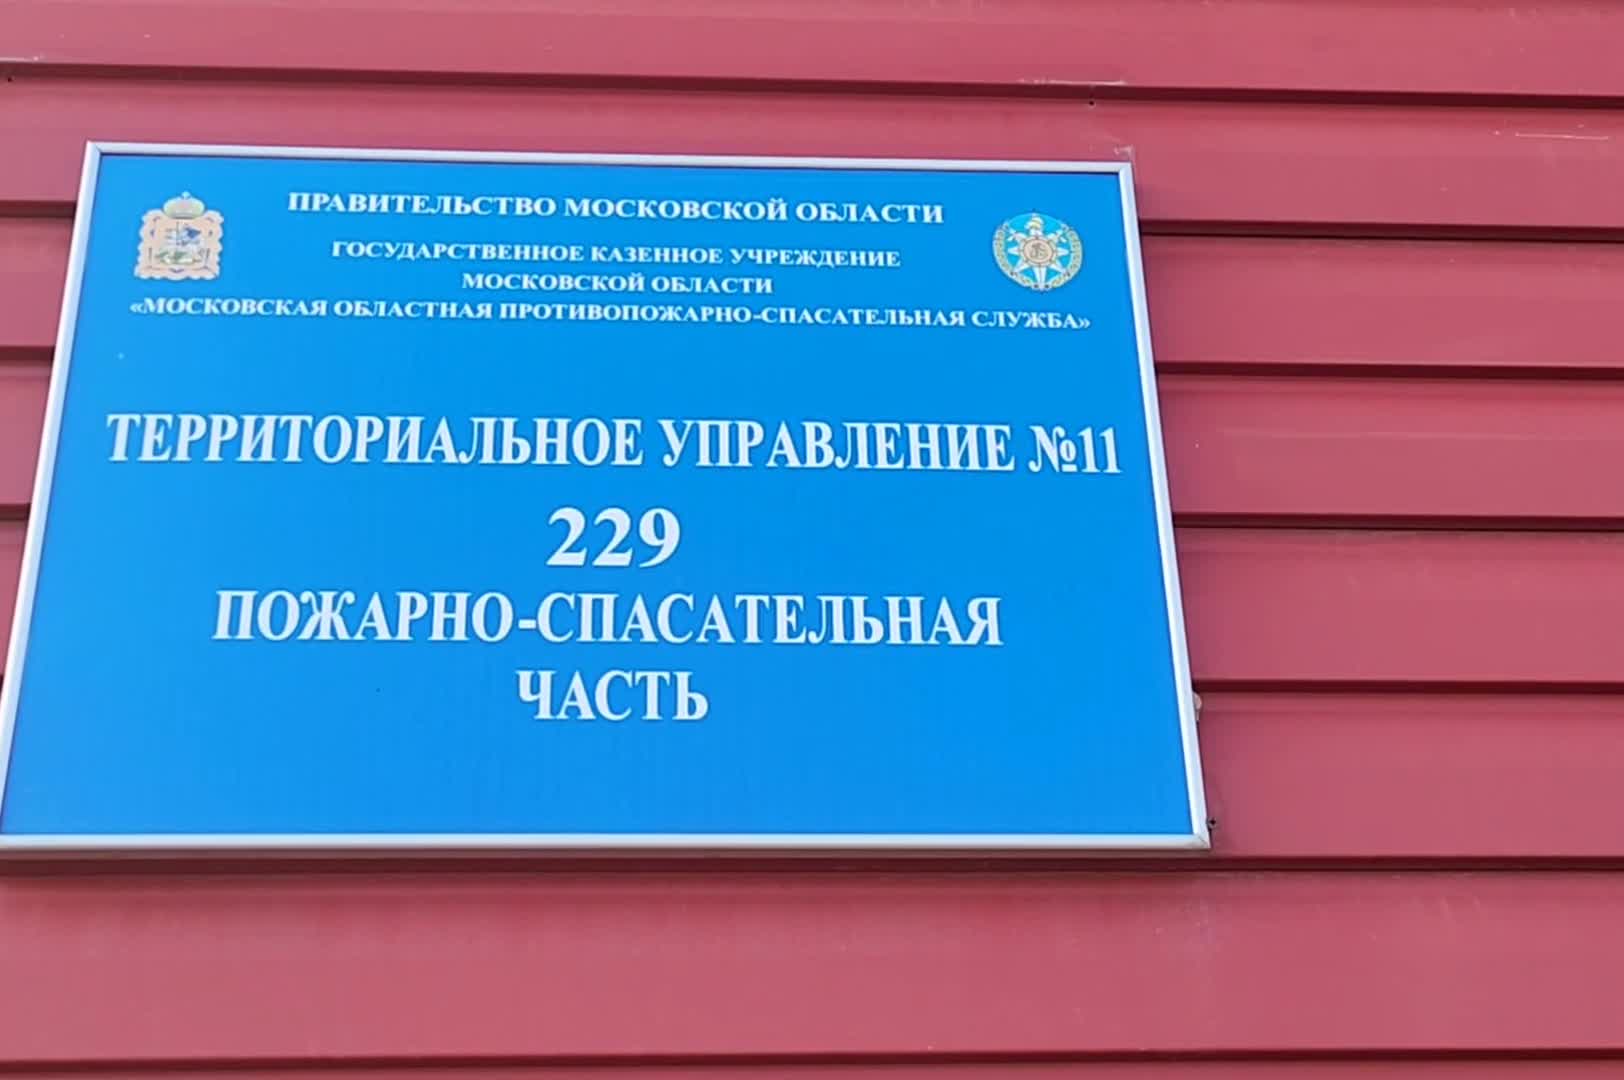 ПРАВИТЕЛЬСТВО МОСКОВСКОЙ ОБЛАСТИ
ГОСУДАРСТВЕННОЕ КАЗЕННОЕ УЧРЕЖДЕНИЕ
МОСКОВСКОЙ ОБЛАСТИ
«МОСКОВСКАЯ ОБЛАСТНАЯ ПРОТИВОПОЖАРНО-СПАСАТЕЛЬНАЯ СЛУЖБА»
ТЕРРИТОРИАЛЬНОЕ УПРАВЛЕНИЕ №11
229
ПОЖАРНО-СПАСАТЕЛЬНАЯ
ЧАСТЬ